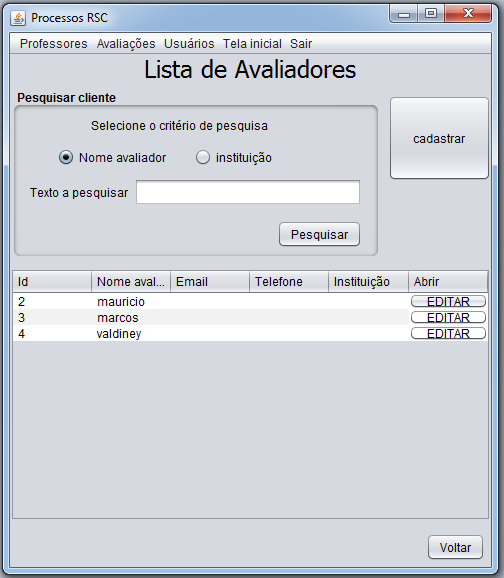 Processos RSC
Professores Avaliações Usuários Tela inicial Sair
Lista de Avaliadores
Pesquisar cliente
Selecione o critério de pesquisa
Nome avaliador instituição
cadastrar
Texto a pesquisar
Pesquisar
Id Nome aval... Email Telefone Instituição Abrir
2 mauricio EDITAR
3 marcos EDITAR
4 valdiney EDITAR
Voltar